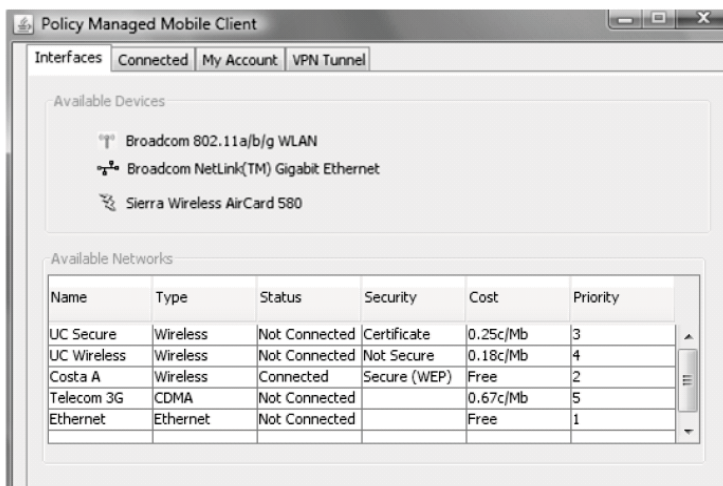 Policy Managed Mobile Client
Interfaces Connected My Account VPN Tunnel
Available Devices
Broadcom 802.11a/b/g WLAN
Broadcom NetLink(TM) Gigabit Ethernet
Sierra Wireless AirCard 580
Available Networks
Name Type Status Security Cost Priority
UC Secure Wireless Not Connected Certificate 0.25c/Mb 3
UC Wireless Wireless Not Connected Not Secure 0.18c/Mb 4
Costa A Wireless Connected Secure (WEP) Free 2
Telecom 3G CDMA Not Connected 0.67c/Mb 5
Ethernet Ethernet Not Connected Free 1